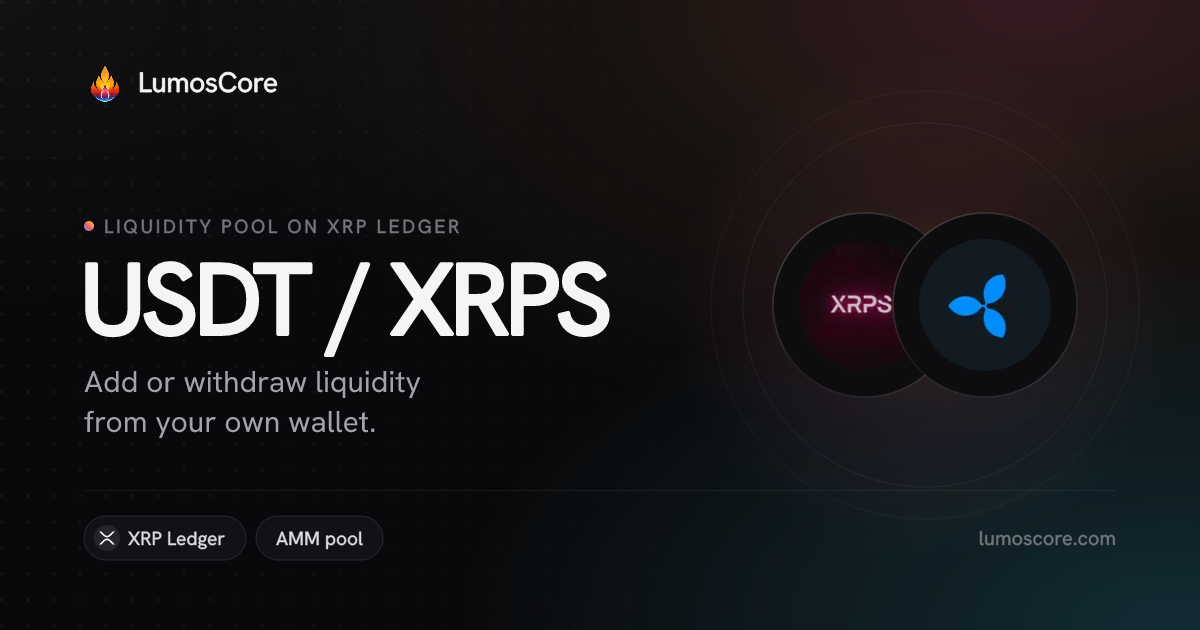 LumosCore
LIQUIDITY POOL ON XRP LEDGER
USDT / XRPS
Add or withdraw liquidity
from your own wallet.
XRPS
XRP Ledger
AMM pool
lumoscore.com